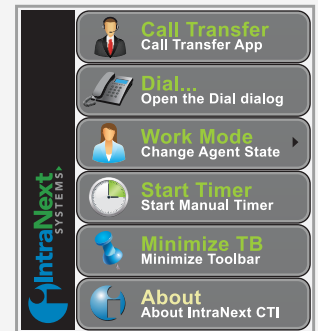 Call Transfer
Call Transfer App
Dial...
Open the Dial dialog
Work Mode
Change Agent State
Start Timer
Start Manual Timer
Minimize TB
Minimize Toolbar
About
About IntraNext CTI
IntraNext
SYSTEMS